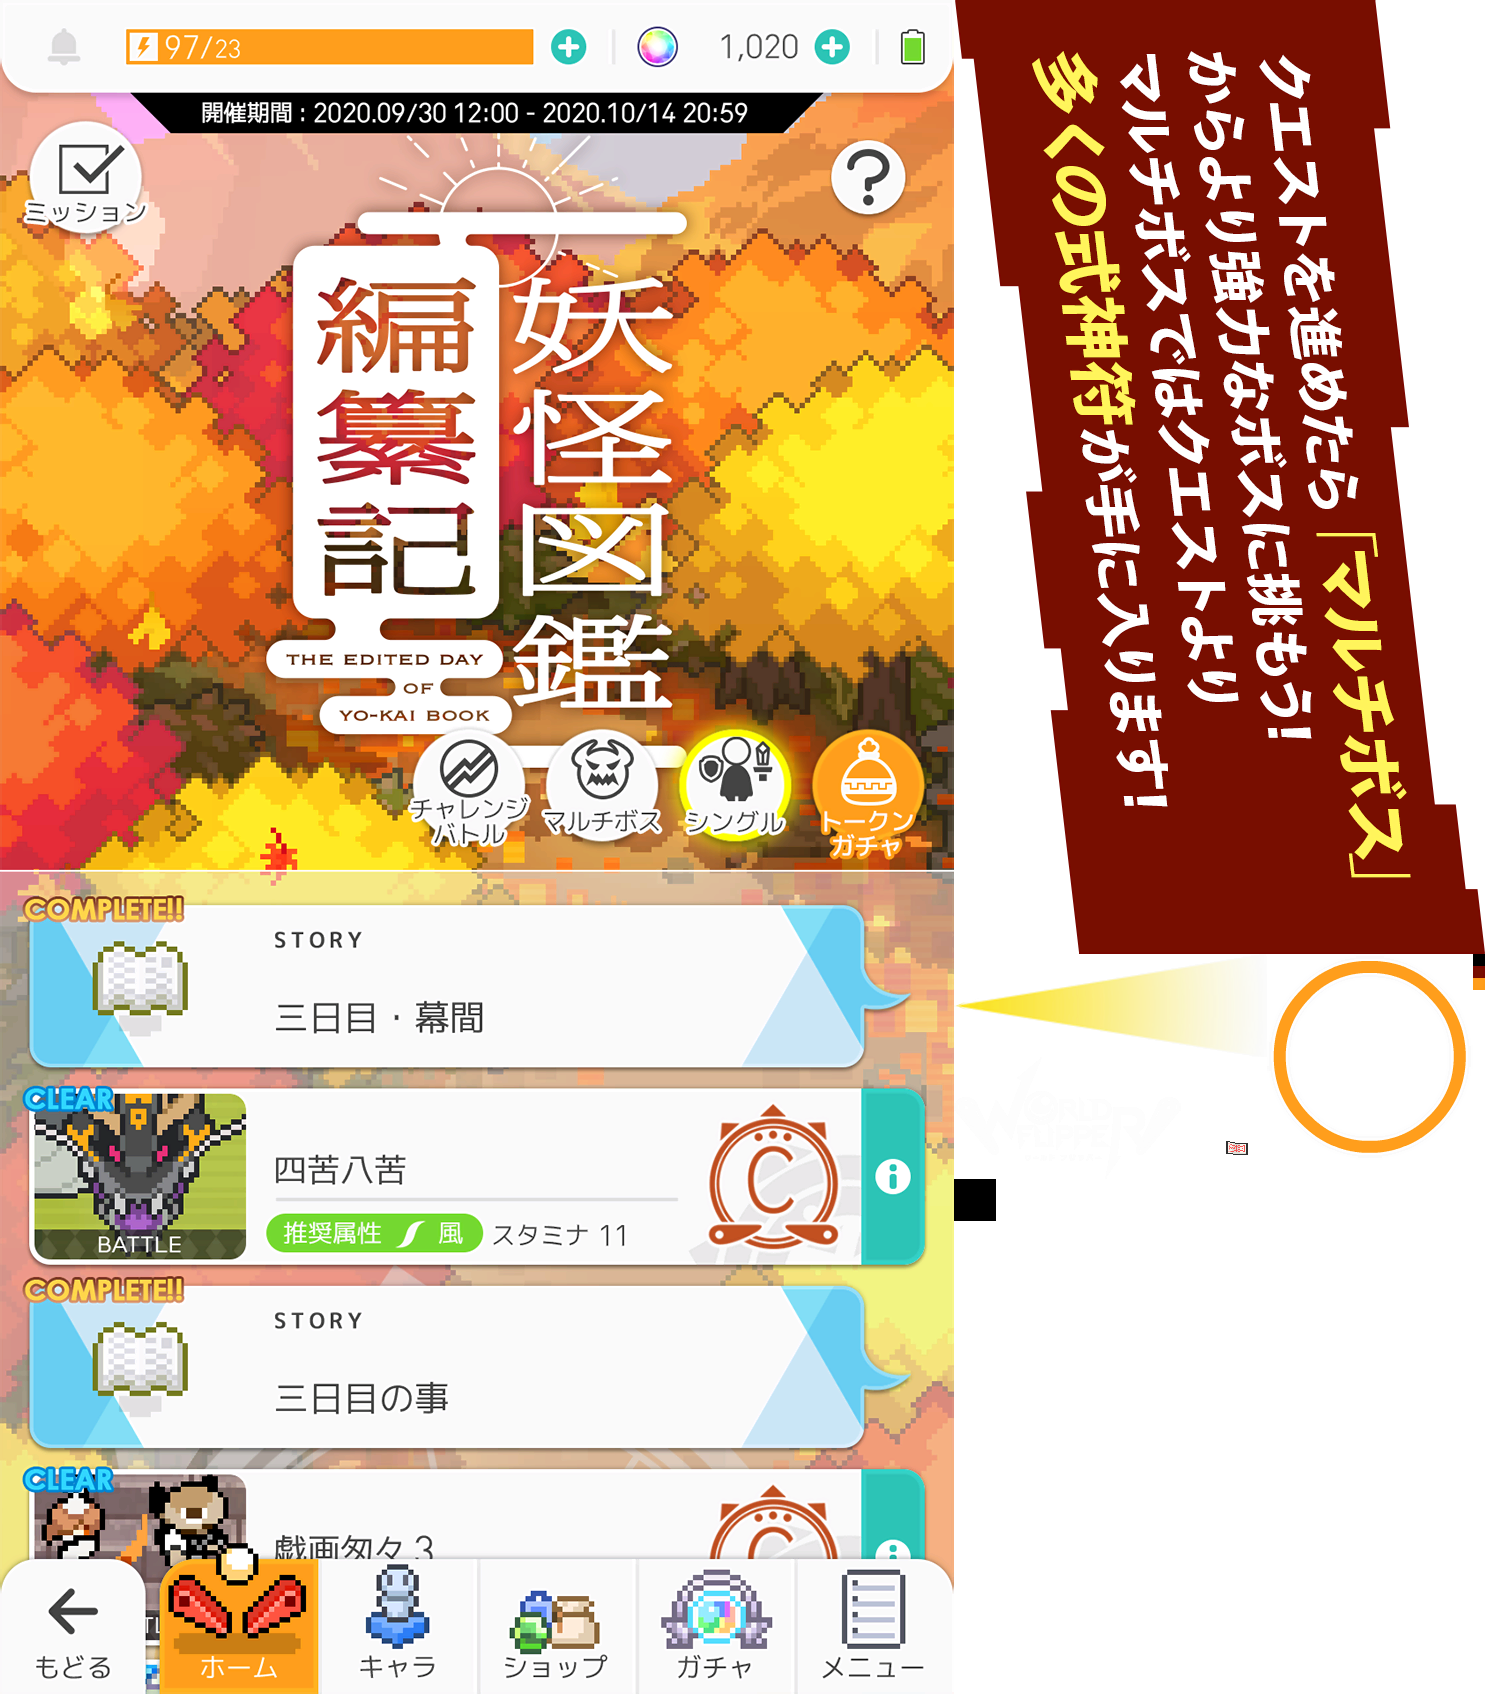 97/23
1,020
開催期間 : 2020.09/30 12:00 - 2020.10/14 20:59
ミッション
妖怪図鑑
編纂記
THE EDITED DAY
OF
YO-KAI BOOK
チャレンジ
バトル
マルチボス
シングル
トークン
ガチャ
COMPLETE!!
STORY
三日目・幕間
CLEAR
BATTLE
四苦八苦
推奨属性 風
スタミナ 11
C
COMPLETE!!
STORY
三日目の事
CLEAR
戯画匆々 3
C
もどる
ホーム
キャラ
ショップ
ガチャ
メニュー
クエストを進めたら「マルチボス」
からより強力なボスに挑もう!
マルチボスではクエストより
多くの式神符が手に入ります!
WORLD
FLIPPER